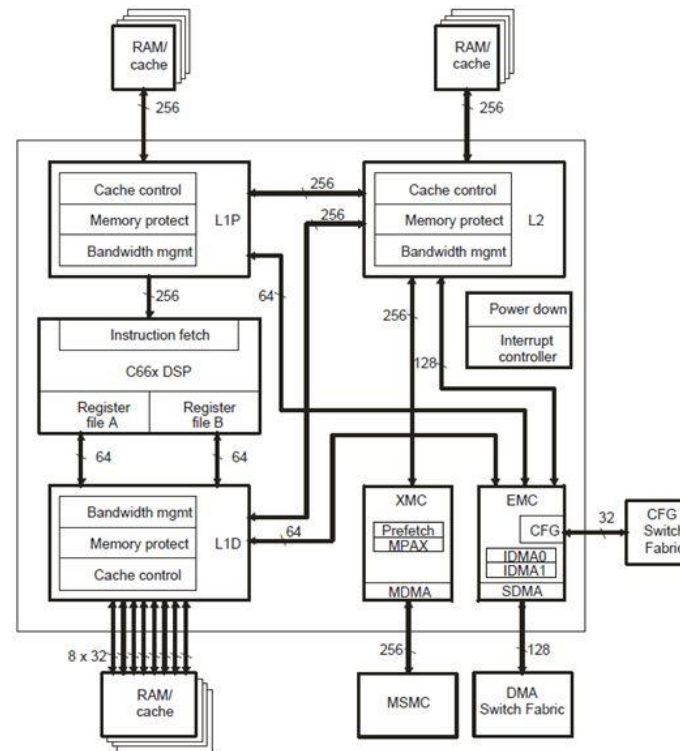 RAM/
cache
RAM/
cache
256
256
Cache control
Memory protect
Bandwidth mgmt
L1P
256
256
Cache control
Memory protect
Bandwidth mgmt
L2
256
64
256
128
Power down
Interrupt
controller
Instruction fetch
C66x DSP
Register
file A
Register
file B
64
64
Bandwidth mgmt
Memory protect
Cache control
L1D
64
XMC
Prefetch
MPAX
MDMA
EMC
CFG
IDMA0
IDMA1
SDMA
32
CFG
Switch
Fabric
8 x 32
256
128
RAM/
cache
MSMC
DMA
Switch Fabric